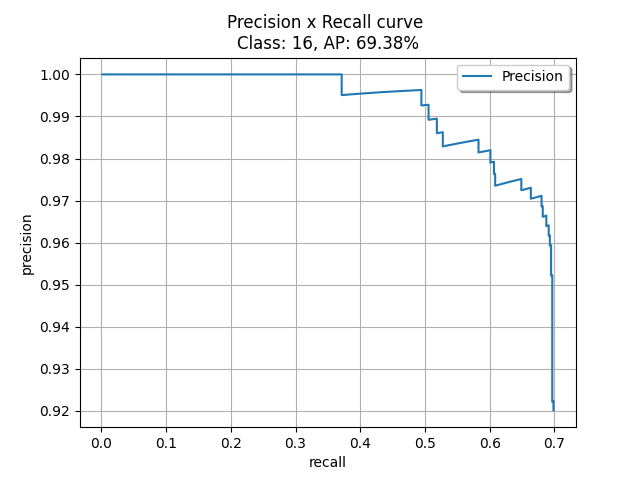 Precision x Recall curve
Class: 16, AP: 69.38%
Precision
1.00
0.99
0.98
0.97
0.96
0.95
0.94
0.93
0.92
precision
0.0 0.1 0.2 0.3 0.4 0.5 0.6 0.7
recall